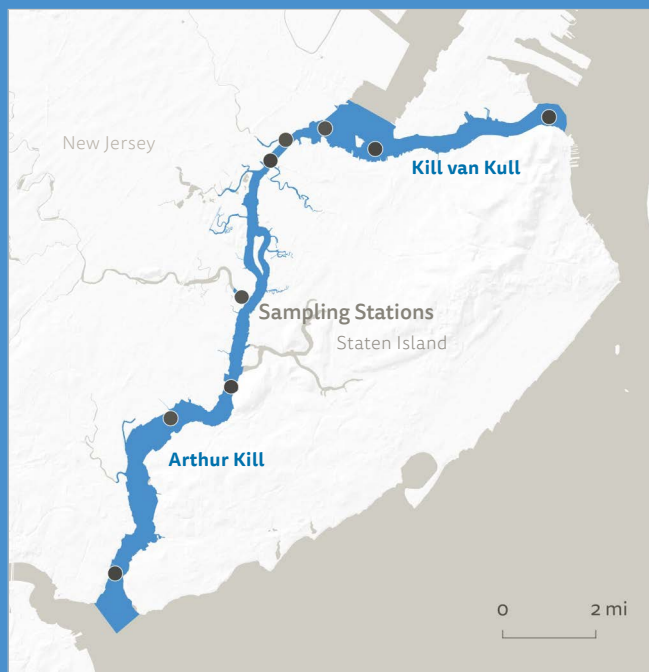 New Jersey
Kill van Kull
Sampling Stations
Staten Island
Arthur Kill
0 2 mi